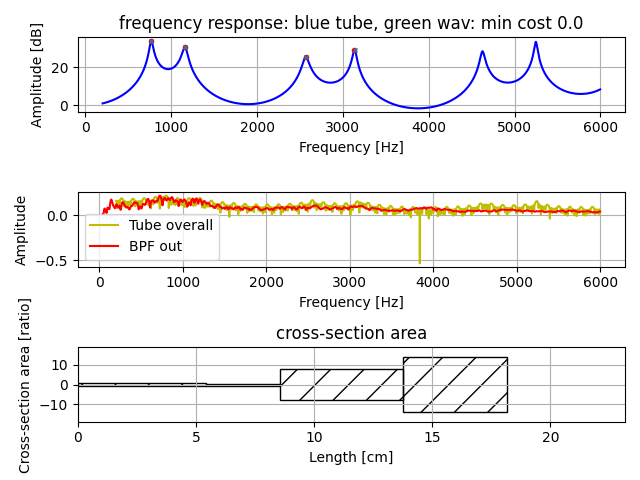 frequency response: blue tube, green wav: min cost 0.0
Amplitude [dB]
20
0
0
1000
2000
3000
4000
5000
6000
Frequency [Hz]
Amplitude
0.0
−0.5
Tube overall
BPF out
0
1000
2000
3000
4000
5000
6000
Frequency [Hz]
cross-section area
Cross-section area [ratio]
10
0
−10
0
5
10
15
20
Length [cm]